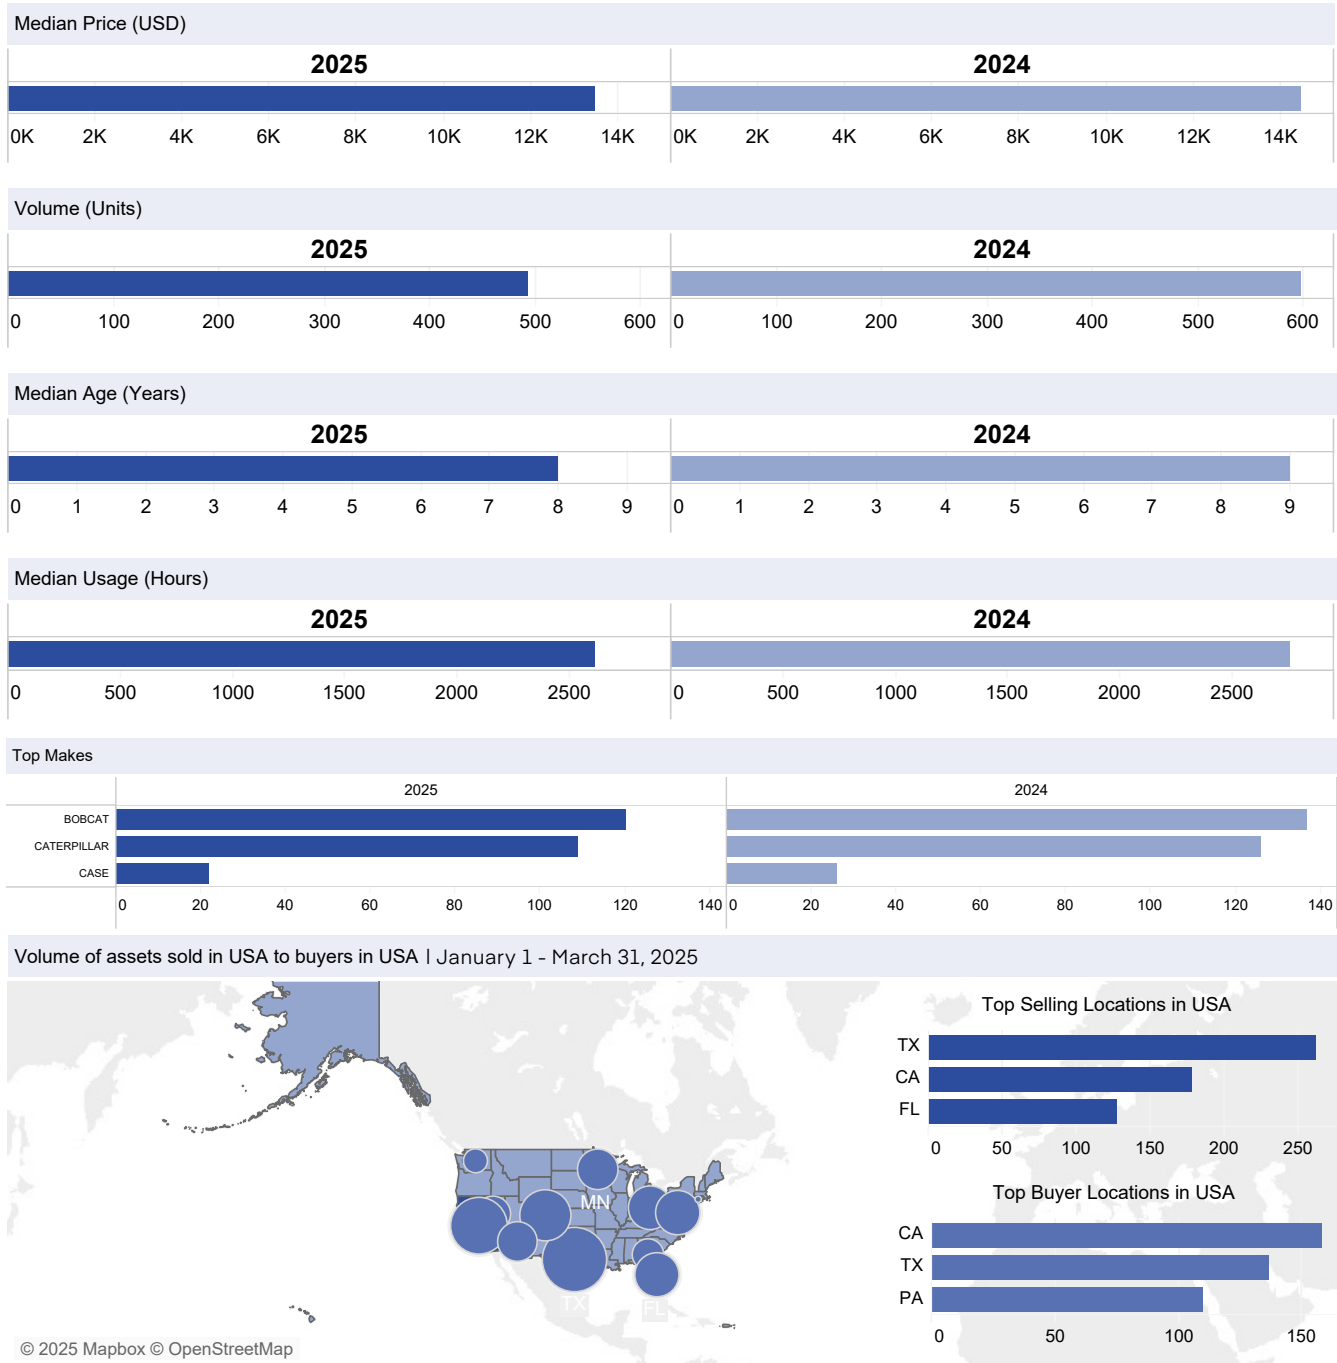 Median Price (USD)
2025 2024
0K 2K 4K 6K 8K 10K 12K 14K 0K 2K 4K 6K 8K 10K 12K 14K
Volume (Units)
2025 2024
0 100 200 300 400 500 600 0 100 200 300 400 500 600
Median Age (Years)
2025 2024
0 1 2 3 4 5 6 7 8 9 0 1 2 3 4 5 6 7 8 9
Median Usage (Hours)
2025 2024
0 500 1000 1500 2000 2500 0 500 1000 1500 2000 2500
Top Makes
2025 2024
BOBCAT
CATERPILLAR
CASE
0 20 40 60 80 100 120 140 0 20 40 60 80 100 120 140
Volume of assets sold in USA to buyers in USA | January 1 - March 31, 2025
Top Selling Locations in USA
TX
CA
FL
0 50 100 150 200 250
Top Buyer Locations in USA
CA
TX
PA
0 50 100 150
MN
TX
FL
© 2025 Mapbox © OpenStreetMap